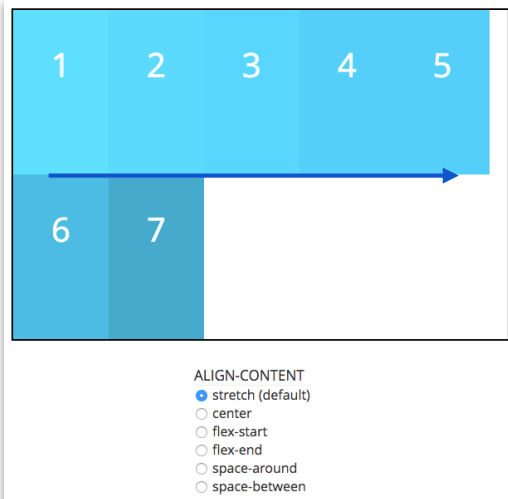 1 2 3 4 5
6 7
ALIGN-CONTENT
stretch (default)
center
flex-start
flex-end
space-around
space-between